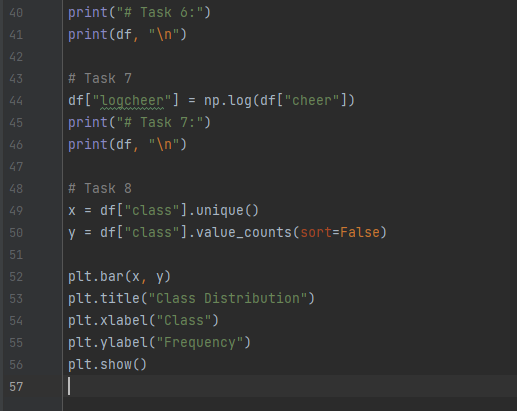 40 print("# Task 6:")
41 print(df, "\n")
42
43 # Task 7
44 df["logcheer"] = np.log(df["cheer"])
45 print("# Task 7:")
46 print(df, "\n")
47
48 # Task 8
49 x = df["class"].unique()
50 y = df["class"].value_counts(sort=False)
51
52 plt.bar(x, y)
53 plt.title("Class Distribution")
54 plt.xlabel("Class")
55 plt.ylabel("Frequency")
56 plt.show()
57